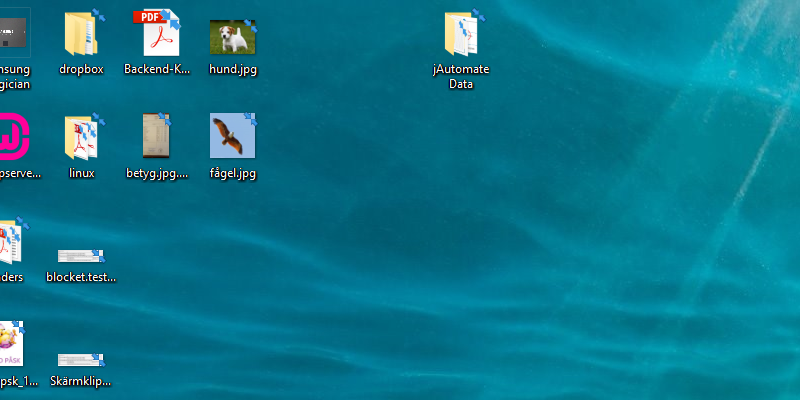 PDF
nsung
gician
dropbox
Backend-K...
hund.jpg
jAutomate
Data
pserve...
linux
betyg.jpg....
fågel.jpg
ders
blocket.test...
O PÅSK
psk_1...
Skärmklip...